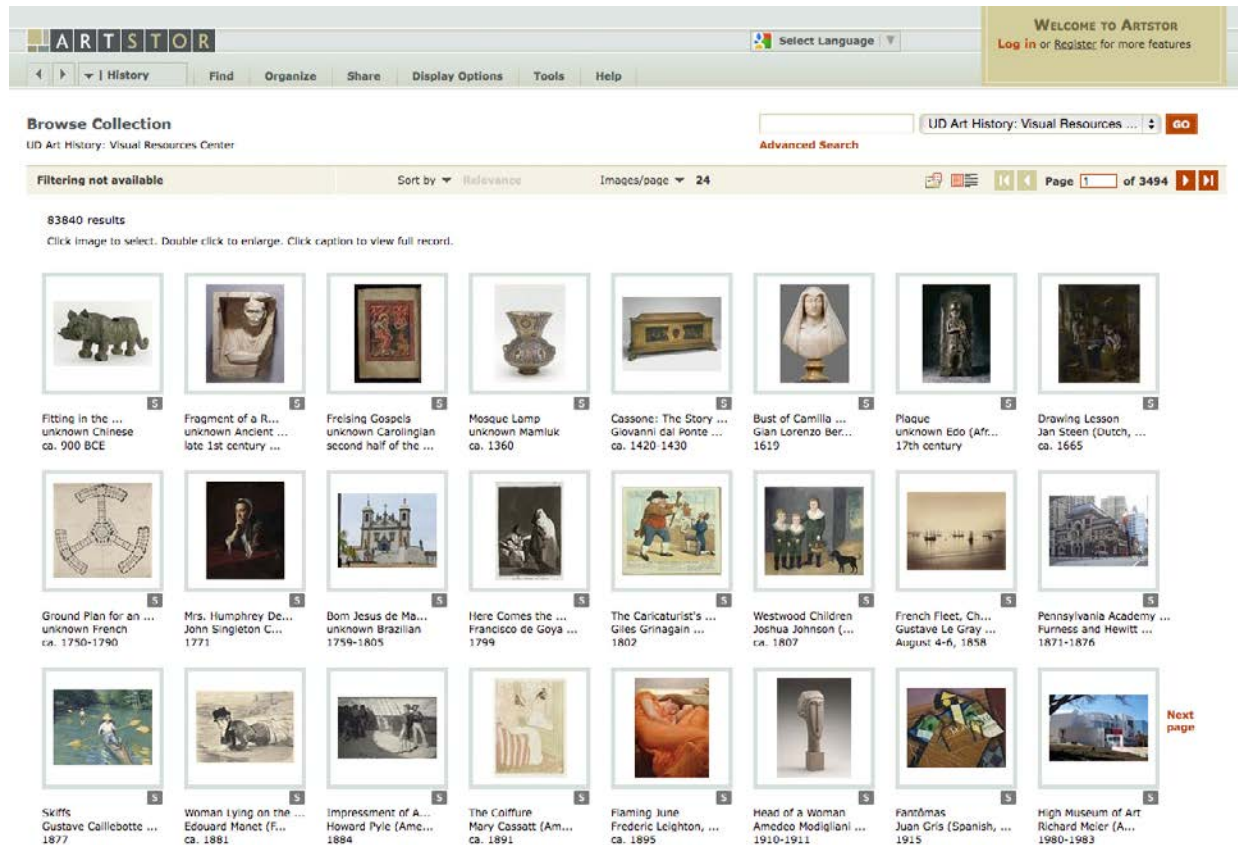 WELCOME TO ARTSTOR
ARTSTOR
Select Language
Log in or Register for more features
History Find Organize Share Display Options Tools Help
Browse Collection
UD Art History: Visual Resources ... GO
UD Art History: Visual Resources Center
Advanced Search
Filtering not available Sort by Relevance Images/page 24 Page 1 of 3494
83840 results
Click image to select. Double click to enlarge. Click caption to view full record.
S S S S S S S S
Fitting in the ... Fragment of a R... Freising Gospels Mosque Lamp Cassone: The Story ... Bust of Camilla ... Plaque Drawing Lesson
unknown Chinese unknown Ancient ... unknown Carolingian unknown Mamluk Giovanni dal Ponte ... Gian Lorenzo Ber... unknown Edo (Afr... Jan Steen (Dutch, ...
ca. 900 BCE late 1st century ... second half of the ... ca. 1360 ca. 1420-1430 1619 17th century ca. 1665
S S S S S S S S
Ground Plan for an ... Mrs. Humphrey De... Bom Jesus de Ma... Here Comes the ... The Caricaturist's ... Westwood Children French Fleet, Ch... Pennsylvania Academy ...
unknown French John Singleton C... unknown Brazilian Francisco de Goya ... Giles Grinagain ... Joshua Johnson (... Gustave Le Gray ... Furness and Hewitt ...
ca. 1750-1790 1771 1759-1805 1799 1802 ca. 1807 August 4-6, 1858 1871-1876
Next
page
S S S S S S S S
Skiffs Woman Lying on the ... Impressment of A... The Coiffure Flaming June Head of a Woman Fantômas High Museum of Art
Gustave Caillebotte ... Edouard Manet (F... Howard Pyle (Ame... Mary Cassatt (Am... Frederic Leighton, ... Amedeo Modigliani ... Juan Gris (Spanish, ... Richard Meier (A...
1877 ca. 1881 1884 ca. 1891 ca. 1895 1910-1911 1915 1980-1983